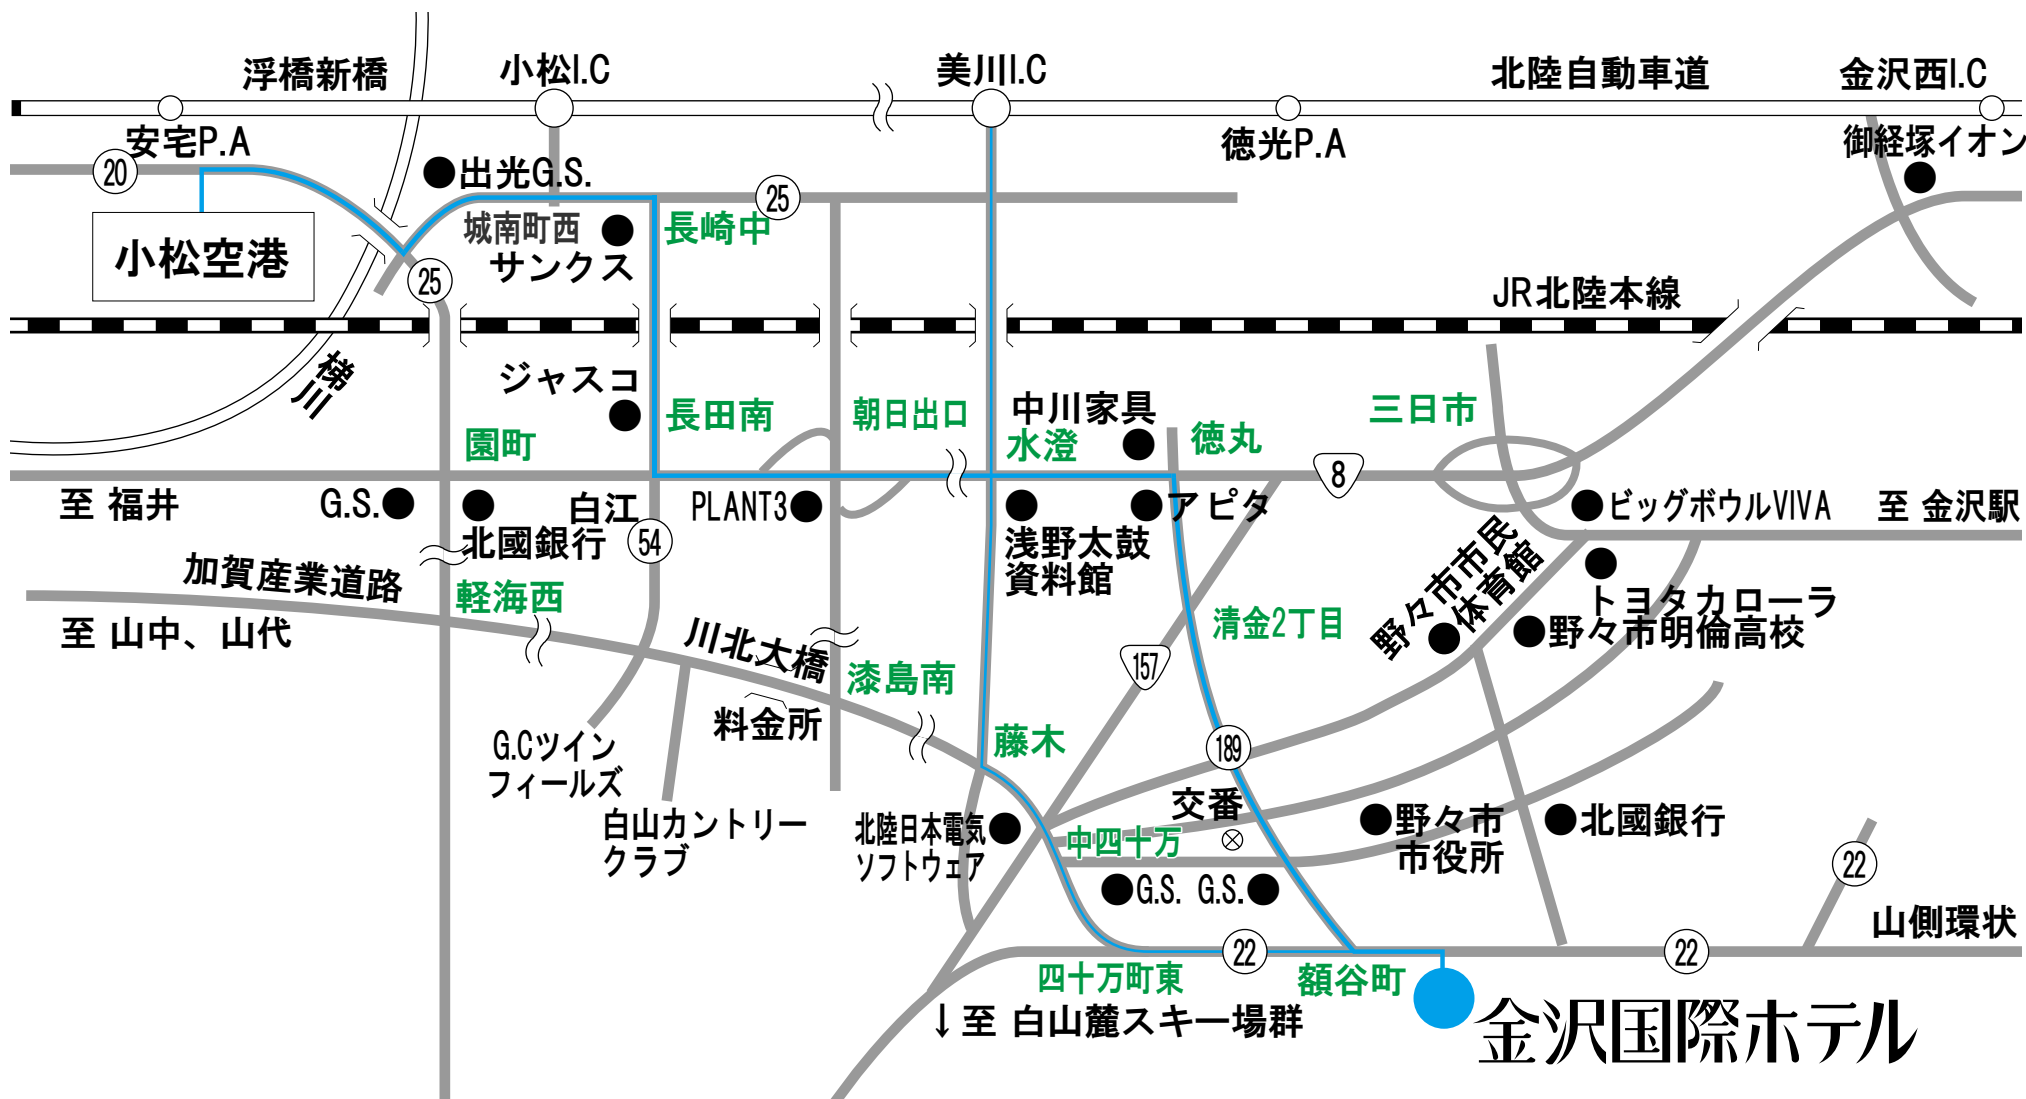 浮橋新橋
小松I.C
美川I.C
北陸自動車道
金沢西I.C
安宅P.A
徳光P.A
御経塚イオン
20
出光G.S.
25
小松空港
城南町西
長崎中
サンクス
25
JR北陸本線
梯川
ジャスコ
長田南
朝日出口
中川家具
三日市
園町
水澄
徳丸
8
至 福井
G.S.
白江
PLANT3
アピタ
ビッグボウルVIVA
至 金沢駅
北國銀行
54
浅野太鼓
資料館
野々市市民
体育館
加賀産業道路
軽海西
トヨタカローラ
至 山中、山代
川北大橋
清金2丁目
野々市明倫高校
157
漆島南
料金所
藤木
189
G.Cツイン
フィールズ
交番
白山カントリー
クラブ
北陸日本電気
ソフトウェア
中四十万
野々市
市役所
北國銀行
22
G.S.
G.S.
山側環状
22
22
四十万町東
額谷町
↓至 白山麓スキー場群
金沢国際ホテル